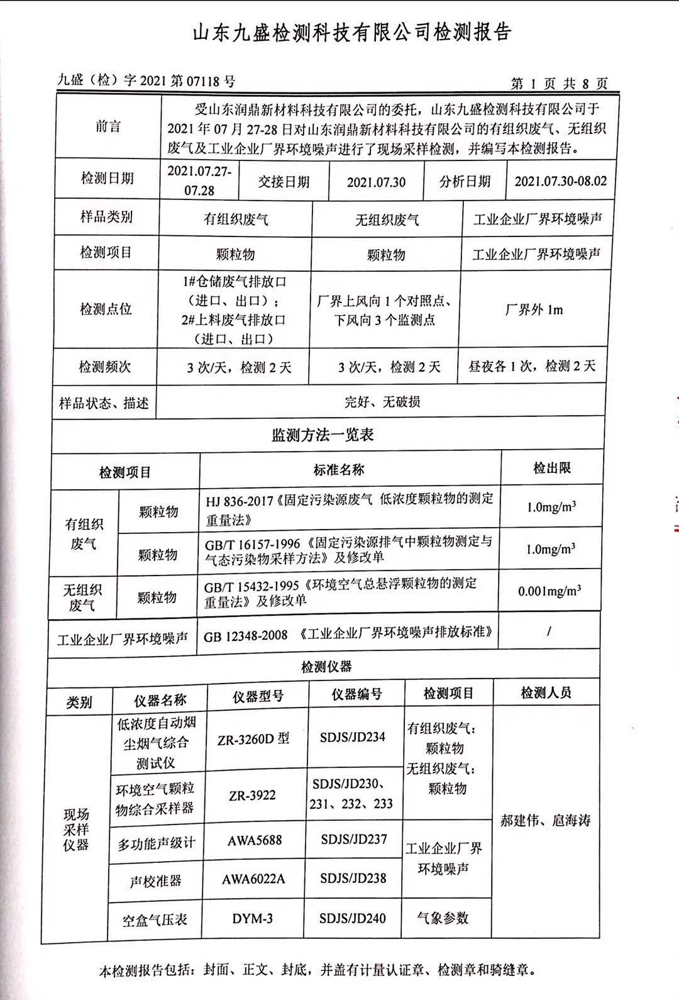 山东九盛检测科技有限公司检测报告
九盛（检）字 2021 第 07118 号
第 1 页 共 8 页
前言
受山东润鼎新材料科技有限公司的委托，山东九盛检测科技有限公司于
2021 年 07 月 27-28 日对山东润鼎新材料科技有限公司的有组织废气、无组织
废气及工业企业厂界环境噪声进行了现场采样检测，并编写本检测报告。
检测日期
2021.07.27-
07.28
交接日期
2021.07.30
分析日期
2021.07.30-08.02
样品类别
有组织废气
无组织废气
工业企业厂界环境噪声
检测项目
颗粒物
颗粒物
工业企业厂界环境噪声
检测点位
1#仓储废气排放口
（进口、出口）；
2#上料废气排放口
（进口、出口）
厂界上风向 1 个对照点、
下风向 3 个监测点
厂界外 1m
检测频次
3 次/天，检测 2 天
3 次/天，检测 2 天
昼夜各 1 次，检测 2 天
样品状态、描述
完好、无破损
监测方法一览表
检测项目
标准名称
检出限
有组织
废气
颗粒物
HJ 836-2017《固定污染源废气 低浓度颗粒物的测定
重量法》
1.0mg/m³
颗粒物
GB/T 16157-1996 《固定污染源排气中颗粒物测定与
气态污染物采样方法》及修改单
1.0mg/m³
无组织
废气
颗粒物
GB/T 15432-1995《环境空气总悬浮颗粒物的测定
重量法》及修改单
0.001mg/m³
工业企业厂界环境噪声
GB 12348-2008 《工业企业厂界环境噪声排放标准》
/
检测仪器
类别
仪器名称
仪器型号
仪器编号
检测项目
检测人员
现场
采样
仪器
低浓度自动烟
尘烟气综合
测试仪
ZR-3260D 型
SDJS/JD234
有组织废气：
颗粒物
无组织废气：
颗粒物
环境空气颗粒
物综合采样器
ZR-3922
SDJS/JD230、
231、232、233
多功能声级计
AWA5688
SDJS/JD237
工业企业厂界
环境噪声
声校准器
AWA6022A
SDJS/JD238
空盒气压表
DYM-3
SDJS/JD240
气象参数
郝建伟、扈海涛
本检测报告包括：封面、正文、封底，并盖有计量认证章、检测章和骑缝章。